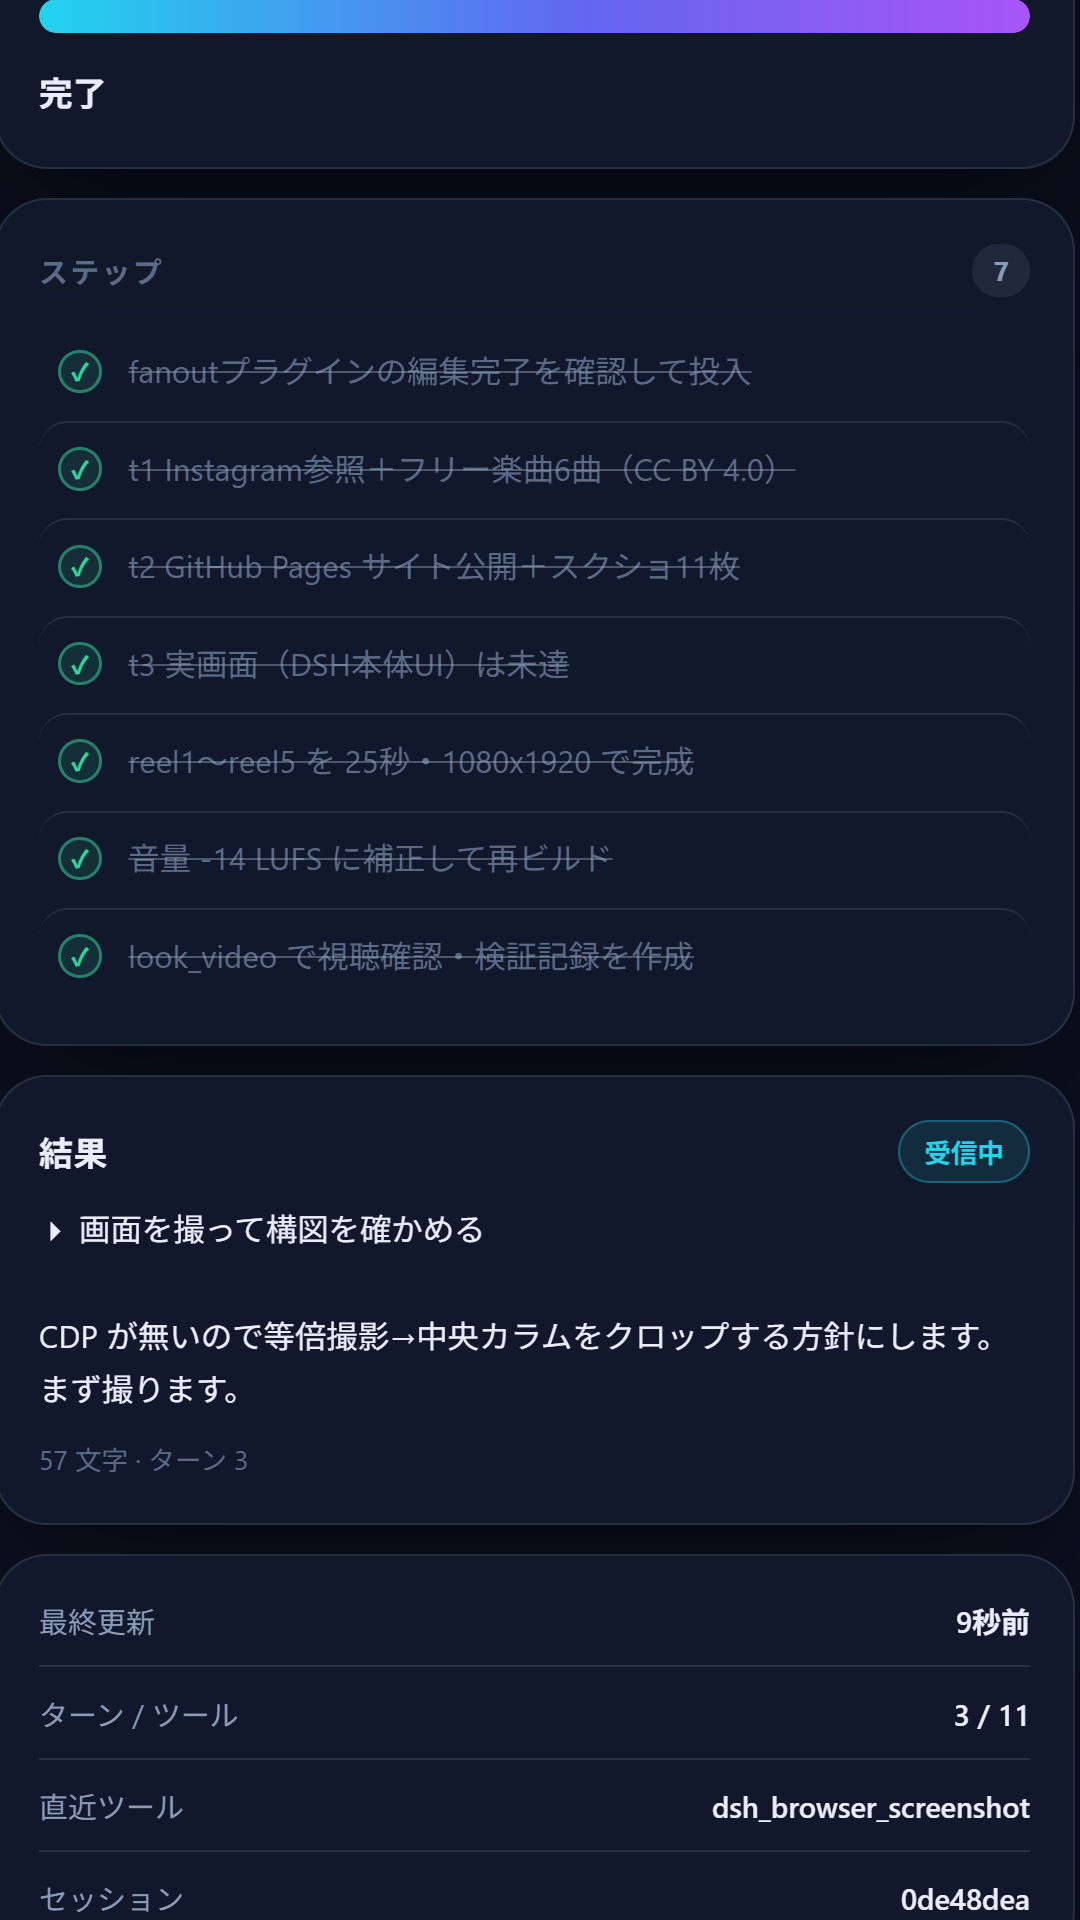 完了
ステップ
7
fanoutプラグインの編集完了を確認して投入
t1 Instagram参照＋フリー楽曲6曲（CC BY 4.0）
t2 GitHub Pages サイト公開＋スクショ11枚
t3 実画面（DSH本体UI）は未達
reel1〜reel5 を 25秒・1080x1920 で完成
音量 -14 LUFS に補正して再ビルド
look_video で視聴確認・検証記録を作成
結果
受信中
画面を撮って構図を確かめる
CDP が無いので等倍撮影→中央カラムをクロップする方針にします。
まず撮ります。
57 文字 · ターン 3
最終更新
9秒前
ターン / ツール
3 / 11
直近ツール
dsh_browser_screenshot
セッション
0de48dea